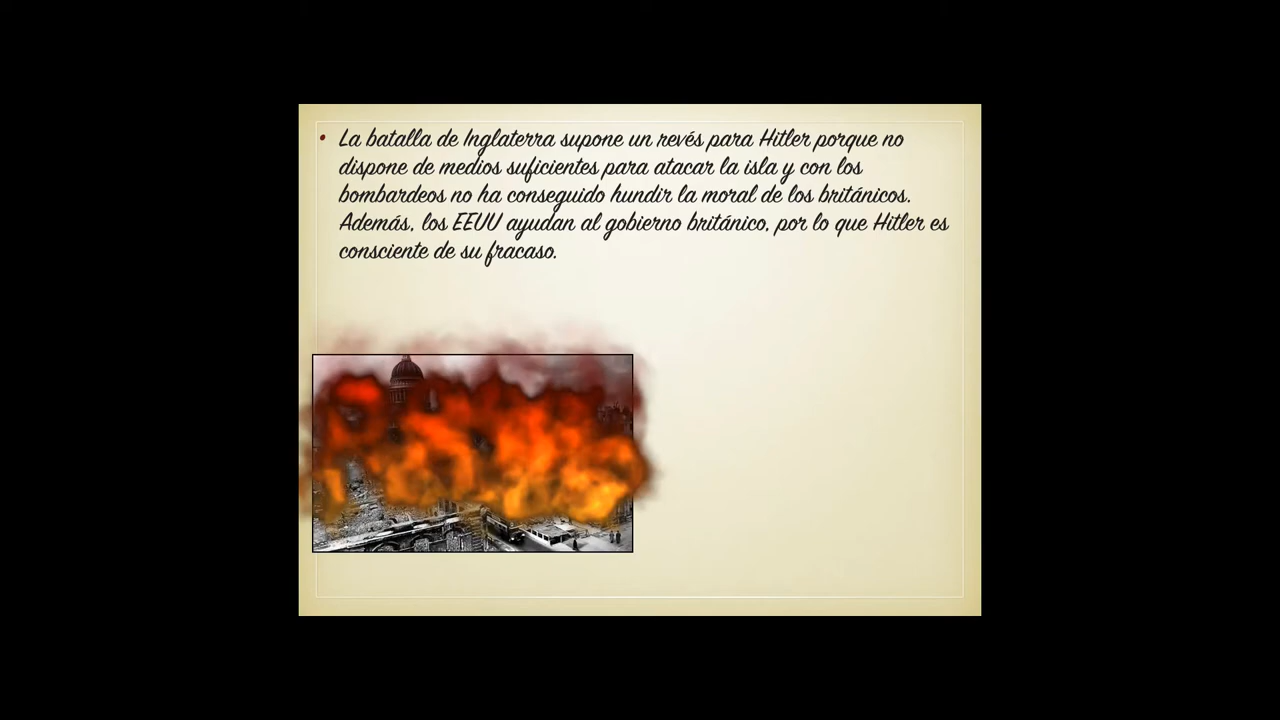 • La batalla de Inglaterra supone un revés para Hitler porque no
dispone de medios suficientes para atacar la isla y con los
bombardeos no ha conseguido hundir la moral de los británicos.
Además, los EEUU ayudan al gobierno británico, por lo que Hitler es
consciente de su fracaso.